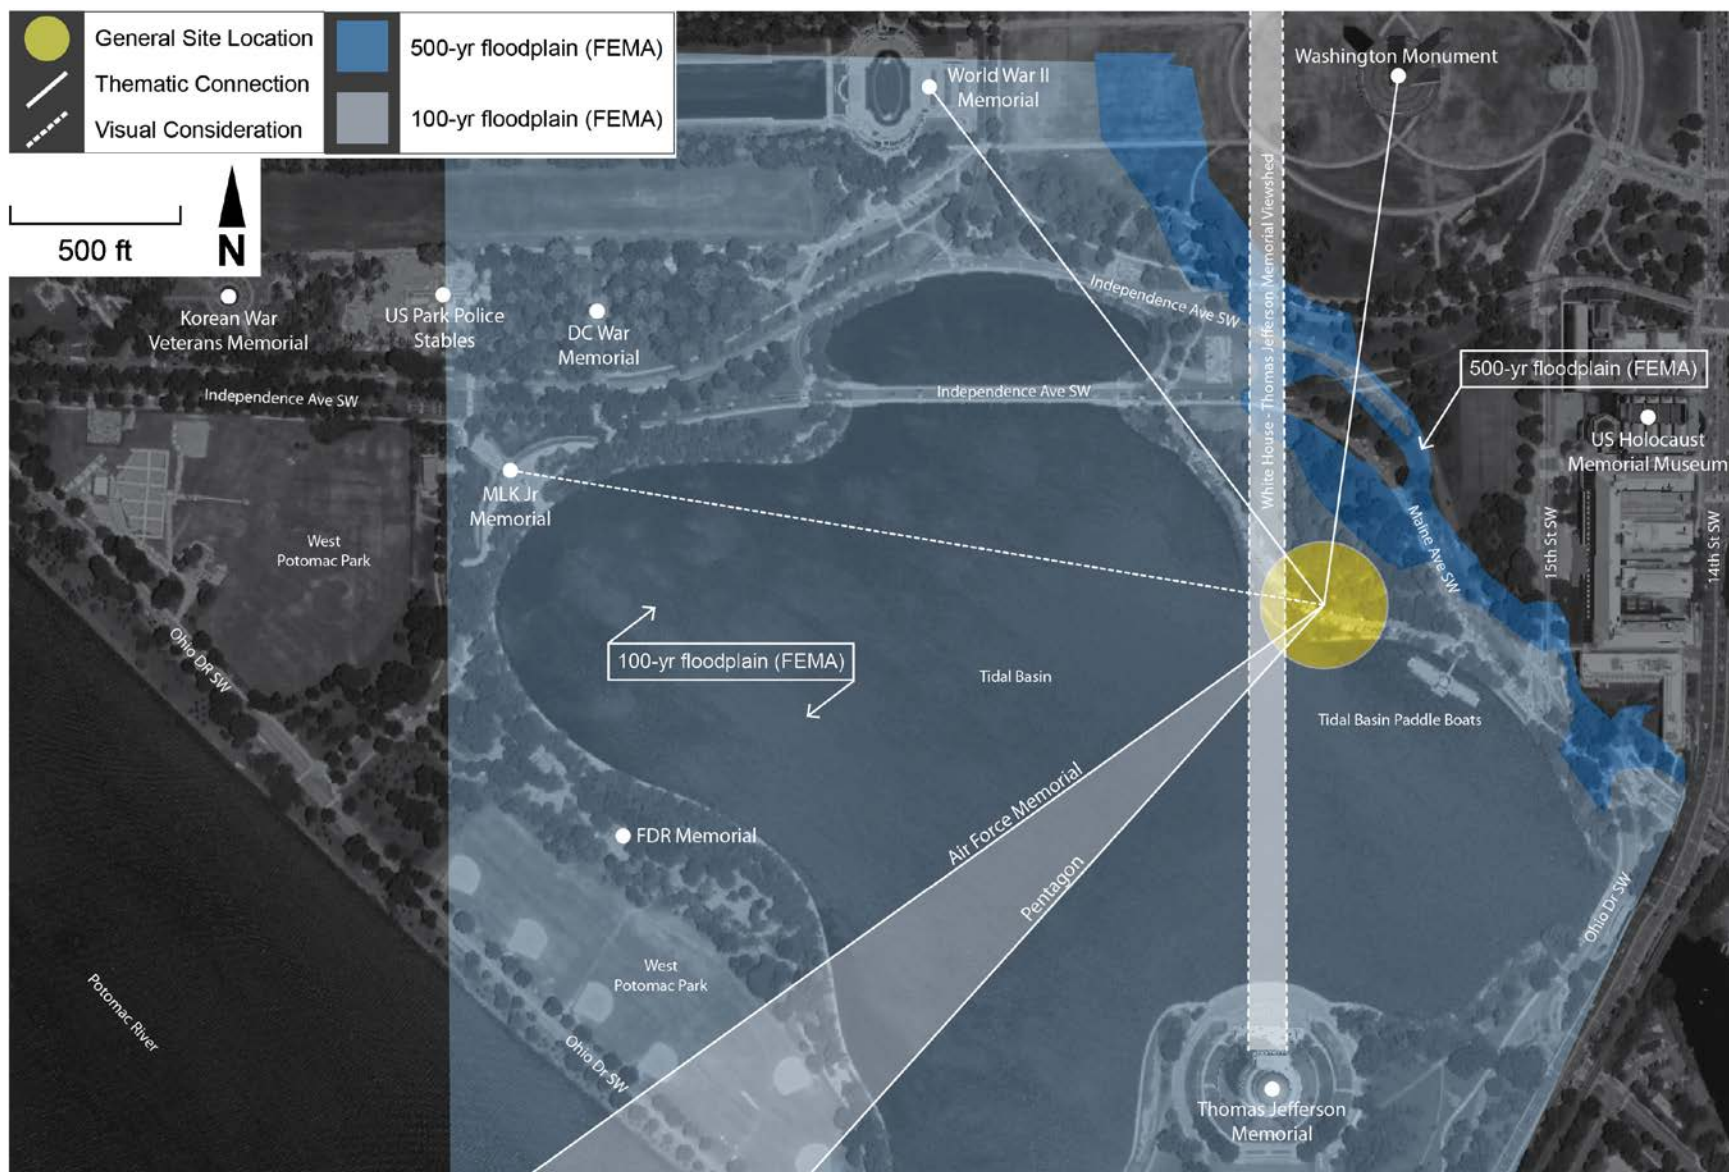 General Site Location
Thematic Connection
Visual Consideration
500-yr floodplain (FEMA)
100-yr floodplain (FEMA)
500 ft
N
World War II
Memorial
Washington Monument
White House - Thomas Jefferson Memorial Viewshed
Korean War
Veterans Memorial
US Park Police
Stables
DC War
Memorial
Independence Ave SW
Independence Ave SW
Independence Ave SW
500-yr floodplain (FEMA)
US Holocaust
Memorial Museum
MLK Jr
Memorial
West
Potomac Park
Maine Ave SW
15th St SW
14th St SW
Ohio DR SW
100-yr floodplain (FEMA)
Tidal Basin
Tidal Basin Paddle Boats
Air Force Memorial
Pentagon
FDR Memorial
Ohio Dr SW
West
Potomac Park
Potomac River
Ohio Dr SW
Thomas Jefferson
Memorial